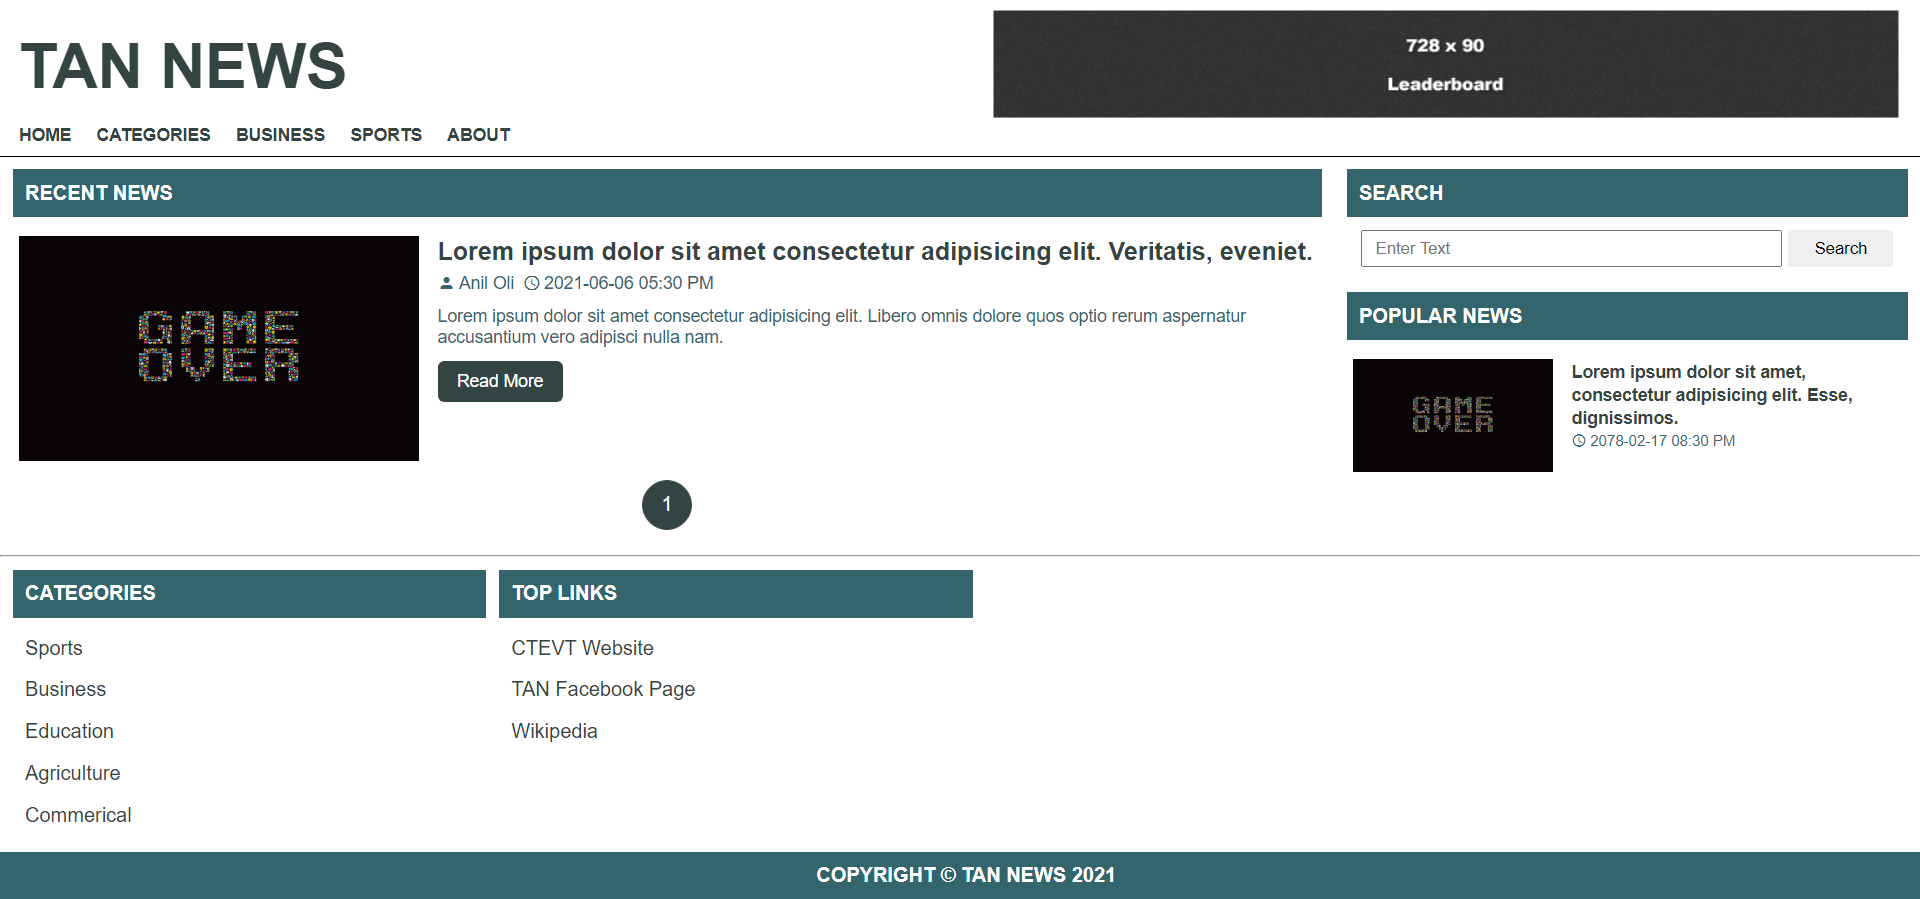 TAN NEWS
728 x 90
Leaderboard
HOME CATEGORIES BUSINESS SPORTS ABOUT
RECENT NEWS
GAME
OVER
Lorem ipsum dolor sit amet consectetur adipisicing elit. Veritatis, eveniet.
Anil Oli 2021-06-06 05:30 PM
Lorem ipsum dolor sit amet consectetur adipisicing elit. Libero omnis dolore quos optio rerum aspernatur
accusantium vero adipisci nulla nam.
Read More
1
SEARCH
Enter Text Search
POPULAR NEWS
GAME
OVER
Lorem ipsum dolor sit amet,
consectetur adipisicing elit. Esse,
dignissimos.
2078-02-17 08:30 PM
CATEGORIES
Sports
Business
Education
Agriculture
Commerical
TOP LINKS
CTEVT Website
TAN Facebook Page
Wikipedia
COPYRIGHT © TAN NEWS 2021